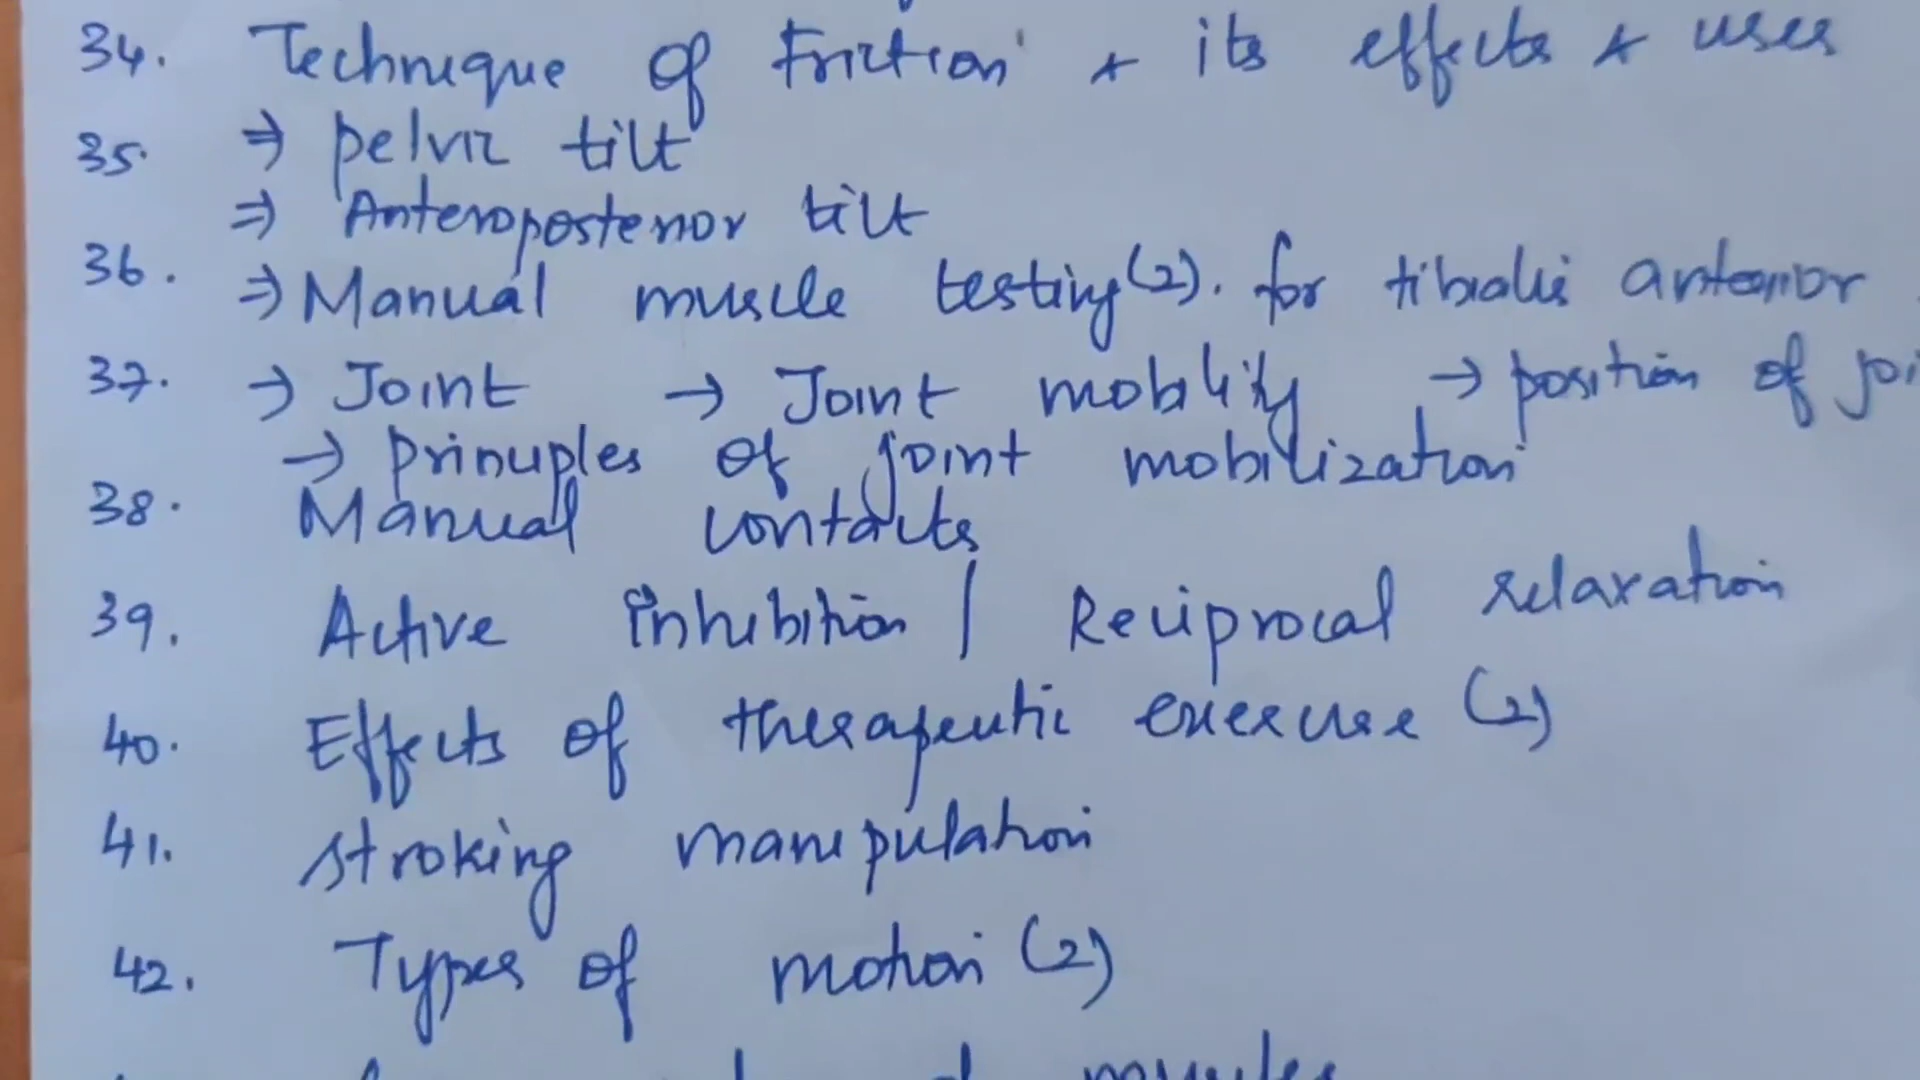 34. Technique of Friction & its effects & uses
35. ⇒ pelvic tilt
⇒ Anteroposterior tilt
36. ⇒ Manual muscle testing (2). for tibialis anterior
37. → Joint → Joint mobility → position of joi
→ principles of joint mobilization
38. Manual contacts
39. Active inhibition / Reciprocal relaxation
40. Effects of therapeutic exercise (2)
41. stroking manipulation
42. Types of motion (2)
muscles